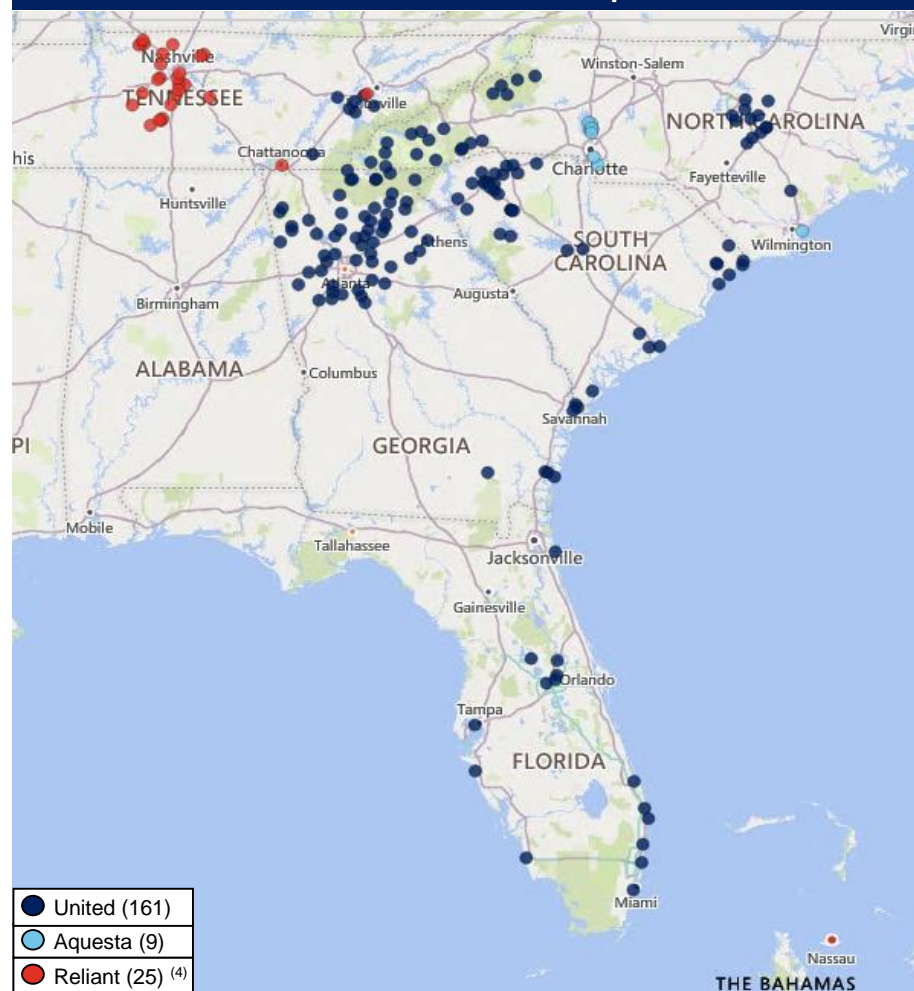 Virgi
Nashville
Winston-Salem
TENNESSEE
NORTH CAROLINA
his
Chattanooga
Charlotte
Fayetteville
Huntsville
Athens
SOUTH
CAROLINA
Wilmington
Atlanta
Augusta
Birmingham
ALABAMA
Columbus
Savannah
PI
GEORGIA
Mobile
Tallahassee
Jacksonville
Gainesville
Orlando
Tampa
FLORIDA
Miami
United (161)
Aquesta (9)
Reliant (25) (4)
Nassau
THE BAHAMAS